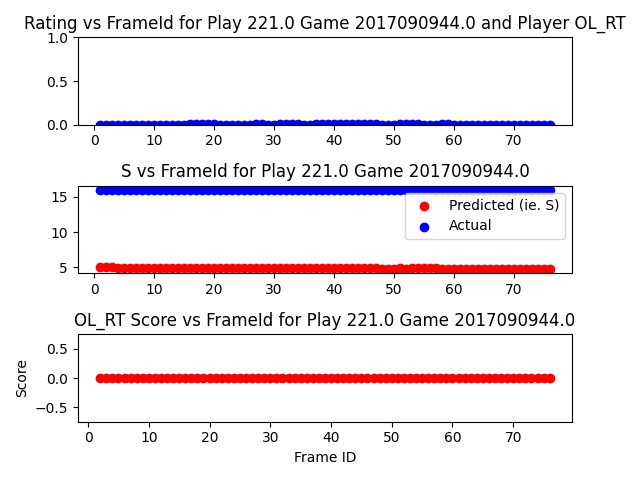 Rating vs FrameId for Play 221.0 Game 2017090944.0 and Player OL_RT
1.0
0.5
0.0
0 10 20 30 40 50 60 70
S vs FrameId for Play 221.0 Game 2017090944.0
15
10
5
Predicted (ie. S)
Actual
0 10 20 30 40 50 60 70
OL_RT Score vs FrameId for Play 221.0 Game 2017090944.0
Score
0.5
0.0
−0.5
0 10 20 30 40 50 60 70
Frame ID